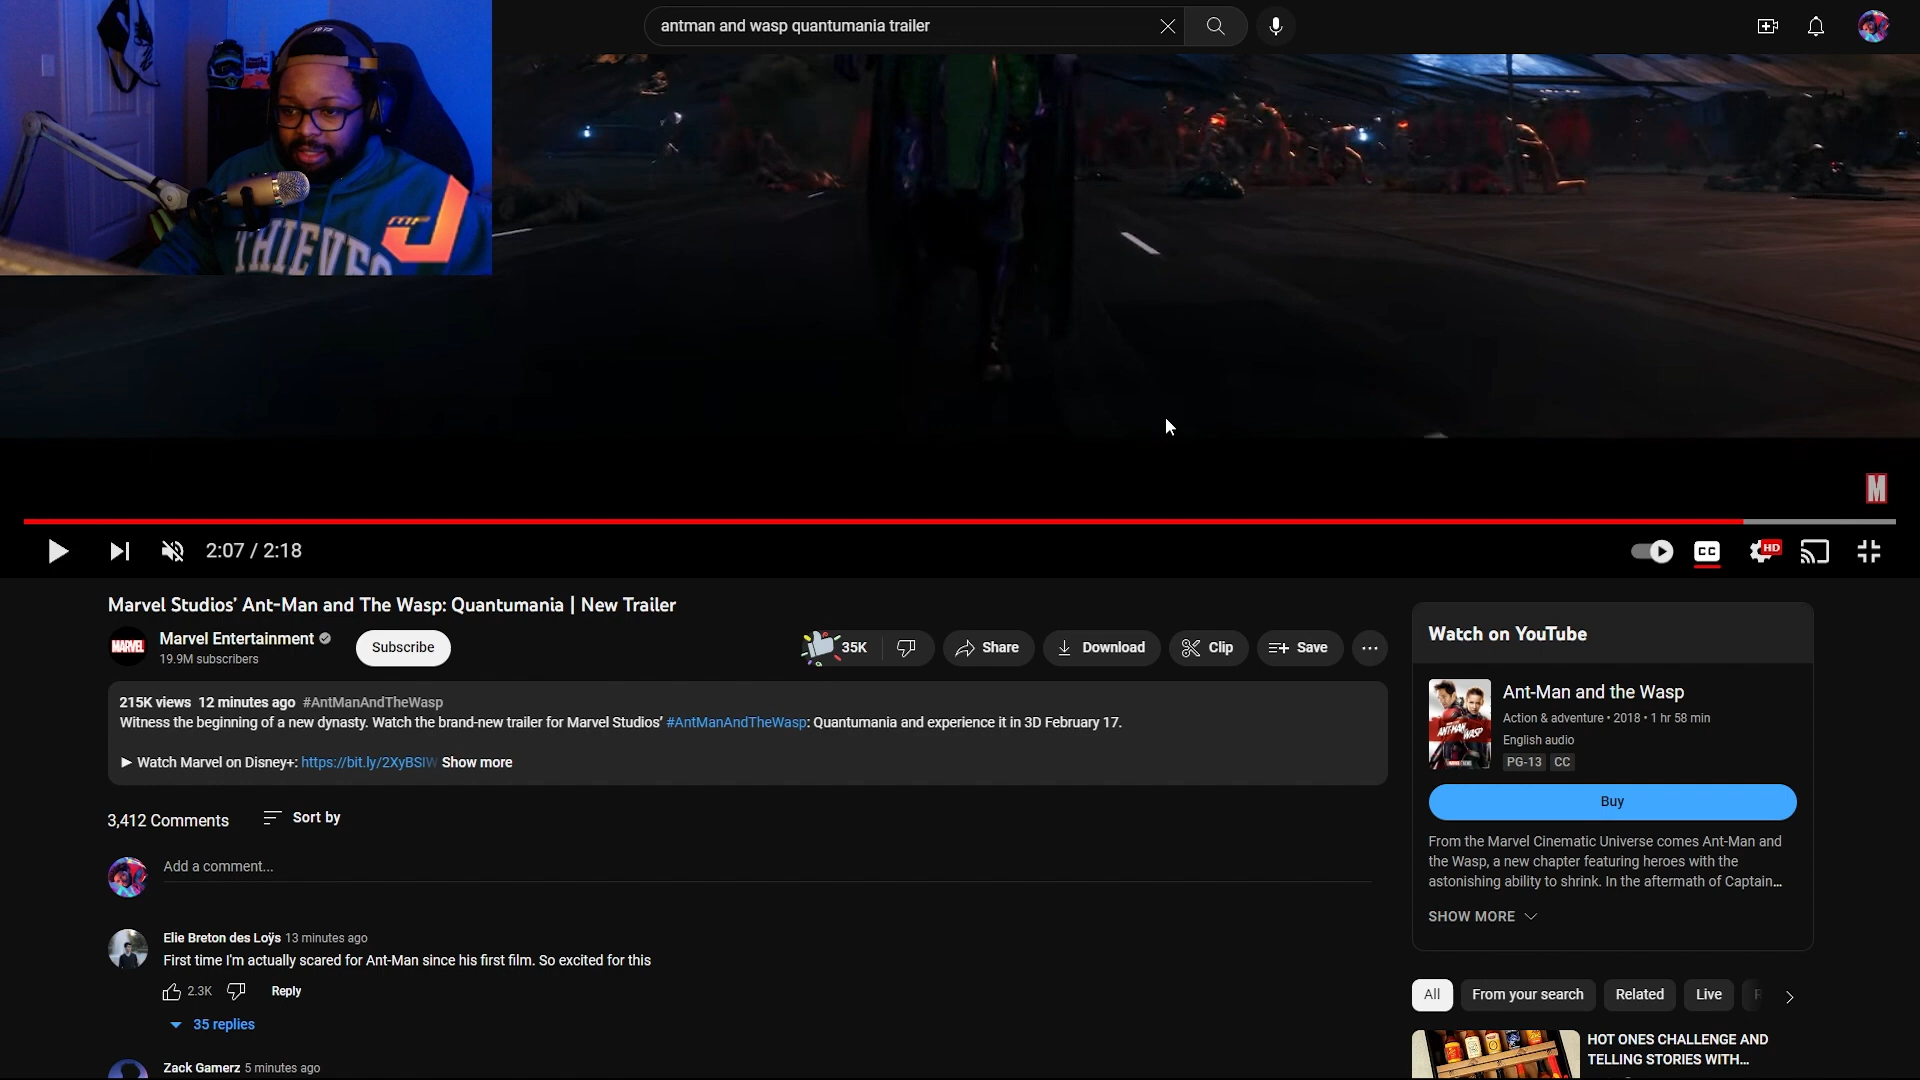 antman and wasp quantumania trailer
MF J
THIEVES
M
2:07 / 2:18
CC
HD
Marvel Studios' Ant-Man and The Wasp: Quantumania | New Trailer
MARVEL
Marvel Entertainment
19.9M subscribers
Subscribe
35K
Share
Download
Clip
Save
215K views 12 minutes ago #AntManAndTheWasp
Witness the beginning of a new dynasty. Watch the brand-new trailer for Marvel Studios' #AntManAndTheWasp: Quantumania and experience it in 3D February 17.
▶ Watch Marvel on Disney+: https://bit.ly/2XyBSIW Show more
3,412 Comments
Sort by
Add a comment...
Elie Breton des Loÿs 13 minutes ago
First time I'm actually scared for Ant-Man since his first film. So excited for this
2.3K
Reply
35 replies
Zack Gamerz 5 minutes ago
Watch on YouTube
ANT-MAN WASP
Ant-Man and the Wasp
Action & adventure • 2018 • 1 hr 58 min
English audio
PG-13 CC
Buy
From the Marvel Cinematic Universe comes Ant-Man and
the Wasp, a new chapter featuring heroes with the
astonishing ability to shrink. In the aftermath of Captain...
SHOW MORE
All
From your search
Related
Live
HOT ONES CHALLENGE AND
TELLING STORIES WITH...